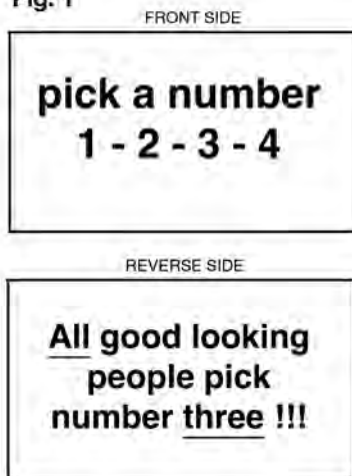 Fig. 1
FRONT SIDE
pick a number
1 - 2 - 3 - 4
REVERSE SIDE
All good looking
people pick
number three !!!